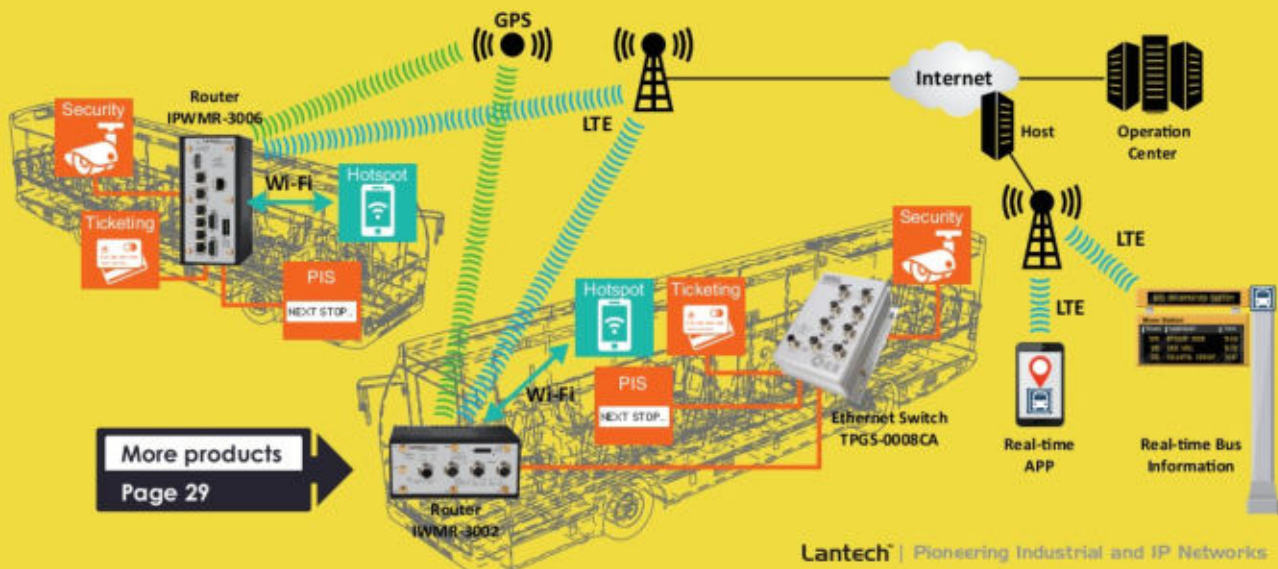 GPS
Router
IPWMR-3006
Security
Wi-Fi
Hotspot
Ticketing
PIS
NEXT STOP..
LTE
Internet
Host
Operation
Center
LTE
LTE
Real-time
APP
Real-time Bus
Information
Hotspot
Ticketing
Security
Wi-Fi
PIS
NEXT STOP..
Ethernet Switch
TPGS-0008CA
Router
IWMR-3002
More products
Page 29
Lantech | Pioneering Industrial and IP Networks